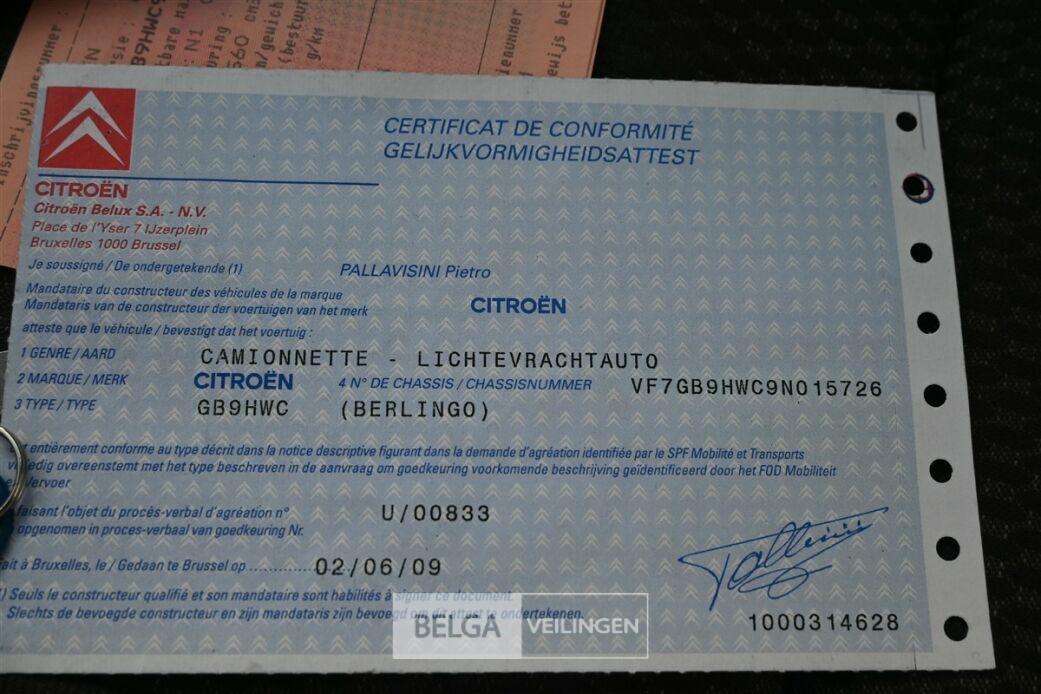 CERTIFICAT DE CONFORMITÉ
GELIJKVORMIGHEIDSATTEST
CITROËN
Citroën Belux S.A. - N.V.
Place de l'Yser 7 IJzerplein
Bruxelles 1000 Brussel
Je soussigné / De ondergetekende (1) PALLAVISINI Pietro
Mandataire du constructeur des véhicules de la marque
Mandataris van de constructeur der voertuigen van het merk
CITROËN
atteste que le véhicule / bevestigt dat het voertuig :
1 GENRE / AARD CAMIONNETTE - LICHTEVRACHTAUTO
2 MARQUE / MERK CITROËN 4 N° DE CHASSIS / CHASSISNUMMER VF7GB9HWC9N015726
3 TYPE / TYPE GB9HWC (BERLINGO)
entièrement conforme au type décrit dans la notice descriptive figurant dans la demande d'agréation identifiée par le SPF Mobilité et Transports
overeenstemt met het type beschreven in de aanvraag om goedkeuring voorkomende beschrijving geïdentificeerd door het FOD Mobiliteit
Vervoer
faisant l'objet du procès-verbal d'agréation n° U/00833
opgenomen in proces-verbaal van goedkeuring Nr.
à Bruxelles, le / Gedaan te Brussel op .............. 02/06/09
) Seuls le constructeur qualifié et son mandataire sont habilités à signer ce document.
Slechts de bevoegde constructeur en zijn mandataris zijn bevoegd om dit attest te ondertekenen.
1000314628
BELGA VEILINGEN